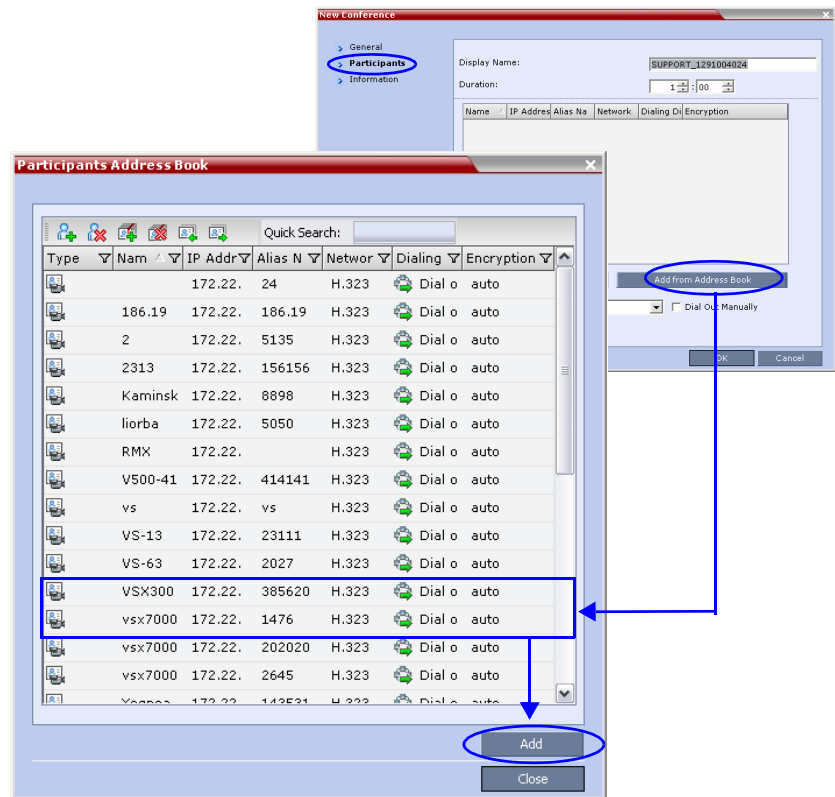 New Conference
General
Participants
Information
Display Name: SUPPORT_1291004024
Duration: 1 : 00
Name IP Addres Alias Na Network Dialing Di Encryption
Add from Address Book
Dial Out Manually
OK Cancel
Participants Address Book
Quick Search:
Type Nam IP Addr Alias N Networ Dialing Encryption
172.22. 24 H.323 Dial o auto
186.19 172.22. 186.19 H.323 Dial o auto
2 172.22. 5135 H.323 Dial o auto
2313 172.22. 156156 H.323 Dial o auto
Kaminsk 172.22. 8898 H.323 Dial o auto
liorba 172.22. 5050 H.323 Dial o auto
RMX 172.22. H.323 Dial o auto
V500-41 172.22. 414141 H.323 Dial o auto
vs 172.22. vs H.323 Dial o auto
VS-13 172.22. 23111 H.323 Dial o auto
VS-63 172.22. 2027 H.323 Dial o auto
VSX300 172.22. 385620 H.323 Dial o auto
vsx7000 172.22. 1476 H.323 Dial o auto
vsx7000 172.22. 202020 H.323 Dial o auto
vsx7000 172.22. 2645 H.323 Dial o auto
172.22. 143531 H.323 Dial o auto
Add
Close